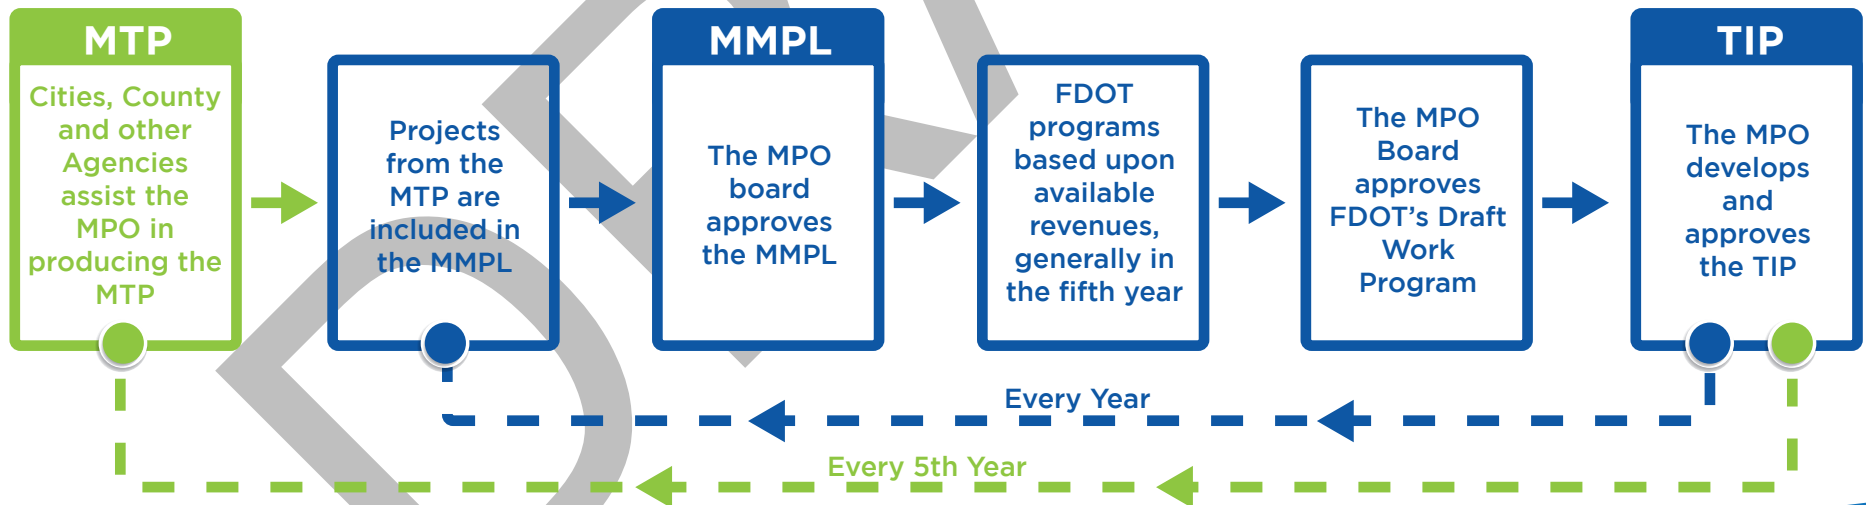 MTP
Cities, County
and other
Agencies
assist the
MPO in
producing the
MTP
Projects
from the
MTP are
included in
the MMPL
MMPL
The MPO
board
approves
the MMPL
FDOT
programs
based upon
available
revenues,
generally in
the fifth year
The MPO
Board
approves
FDOT's Draft
Work
Program
TIP
The MPO
develops
and
approves
the TIP
Every Year
Every 5th Year